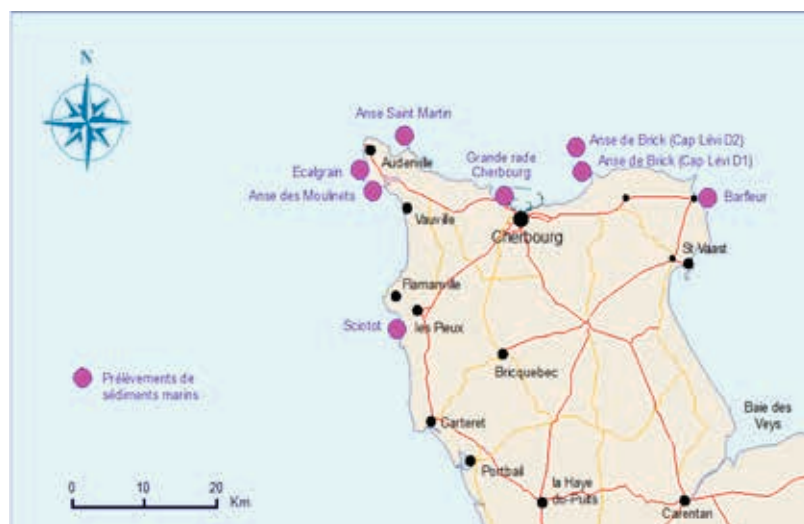 N
Anse Saint Martin
Anse de Brick (Cap Lévi D2)
Anse de Brick (Cap Lévi D1)
Grande rade
Cherbourg
Auderville
Ecalgrain
Anse des Moulinets
Barfleur
Vauville
Cherbourg
St Vaast
Flamanville
Sciotot
les Pieux
Bricquebec
Prélèvements de
sédiments marins
Carteret
Baie des
Veys
Portbail
la Haye
du Puits
Carentan
0 10 20
Km